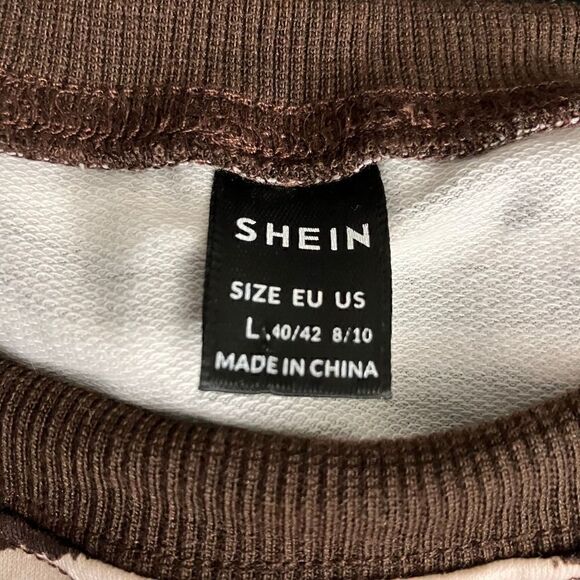 SHEIN
SIZE EU US
L 40/42 8/10
MADE IN CHINA